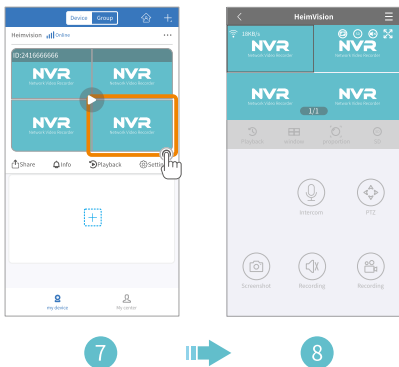 Device Group
Heimvision Online
ID:2416666666
NVR NVR
Network Video Recorder Network Video Recorder
NVR NVR
Network Video Recorder Network Video Recorder
Share Info Playback Setting
my device My center
7
HeimVision
10KB/s
NVR NVR
Network Video Recorder Network Video Recorder
NVR NVR
Network Video Recorder Network Video Recorder
1/1
Playback window SD
Intercom PTZ
Screenshot Recording Recording
8